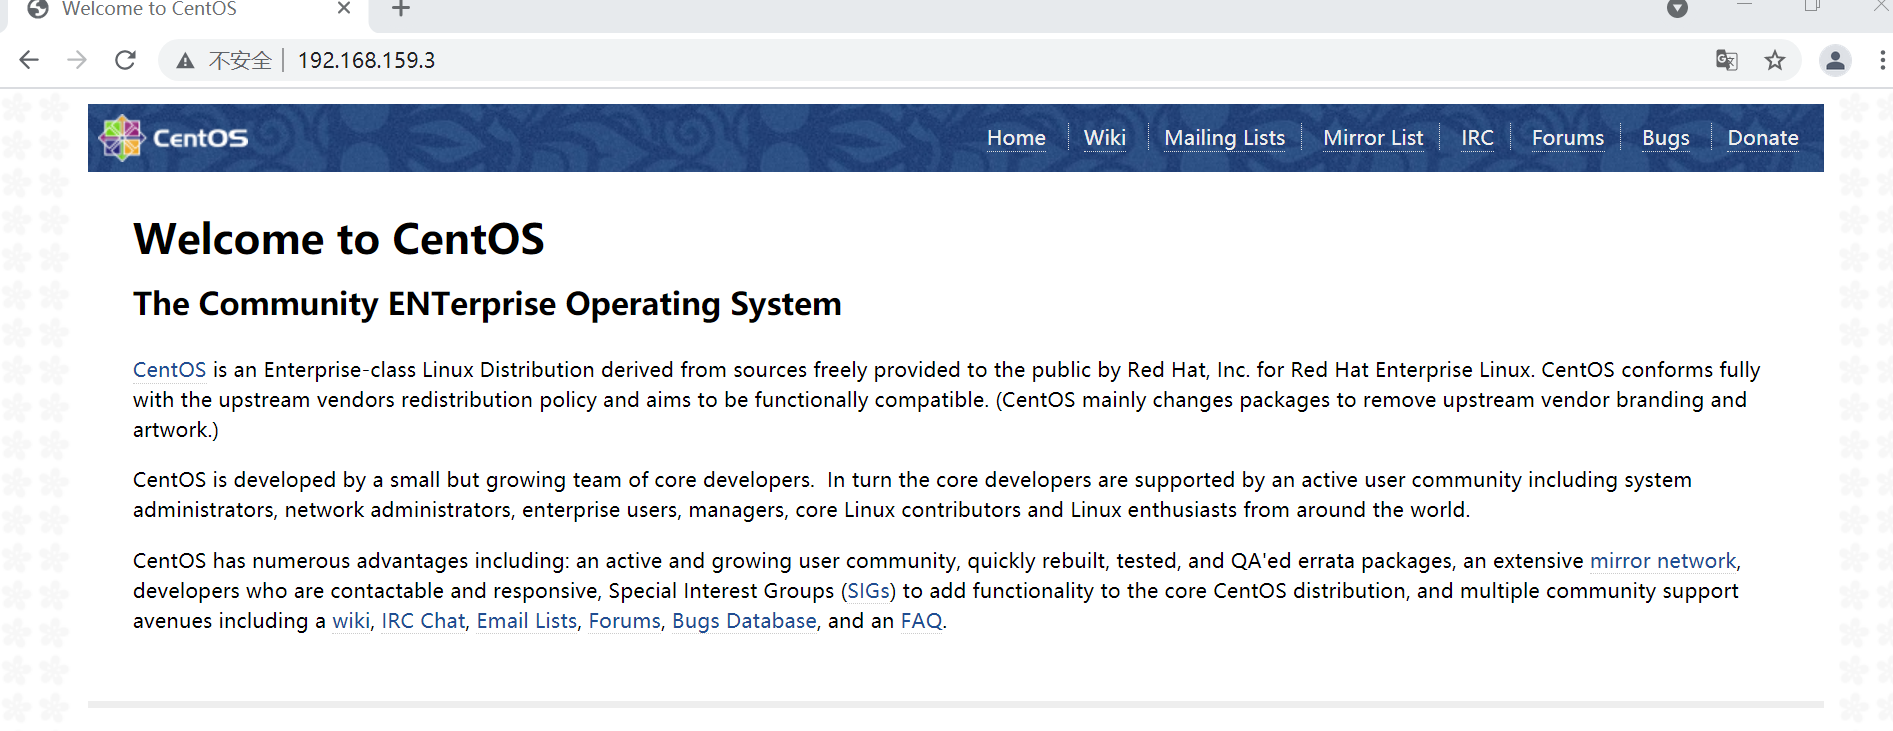 Welcome to CentOS
不安全 192.168.159.3
CentOS Home Wiki Mailing Lists Mirror List IRC Forums Bugs Donate
Welcome to CentOS
The Community ENTerprise Operating System
CentOS is an Enterprise-class Linux Distribution derived from sources freely provided to the public by Red Hat, Inc. for Red Hat Enterprise Linux. CentOS conforms fully
with the upstream vendors redistribution policy and aims to be functionally compatible. (CentOS mainly changes packages to remove upstream vendor branding and
artwork.)
CentOS is developed by a small but growing team of core developers.  In turn the core developers are supported by an active user community including system
administrators, network administrators, enterprise users, managers, core Linux contributors and Linux enthusiasts from around the world.
CentOS has numerous advantages including: an active and growing user community, quickly rebuilt, tested, and QA'ed errata packages, an extensive mirror network,
developers who are contactable and responsive, Special Interest Groups (SIGs) to add functionality to the core CentOS distribution, and multiple community support
avenues including a wiki, IRC Chat, Email Lists, Forums, Bugs Database, and an FAQ.